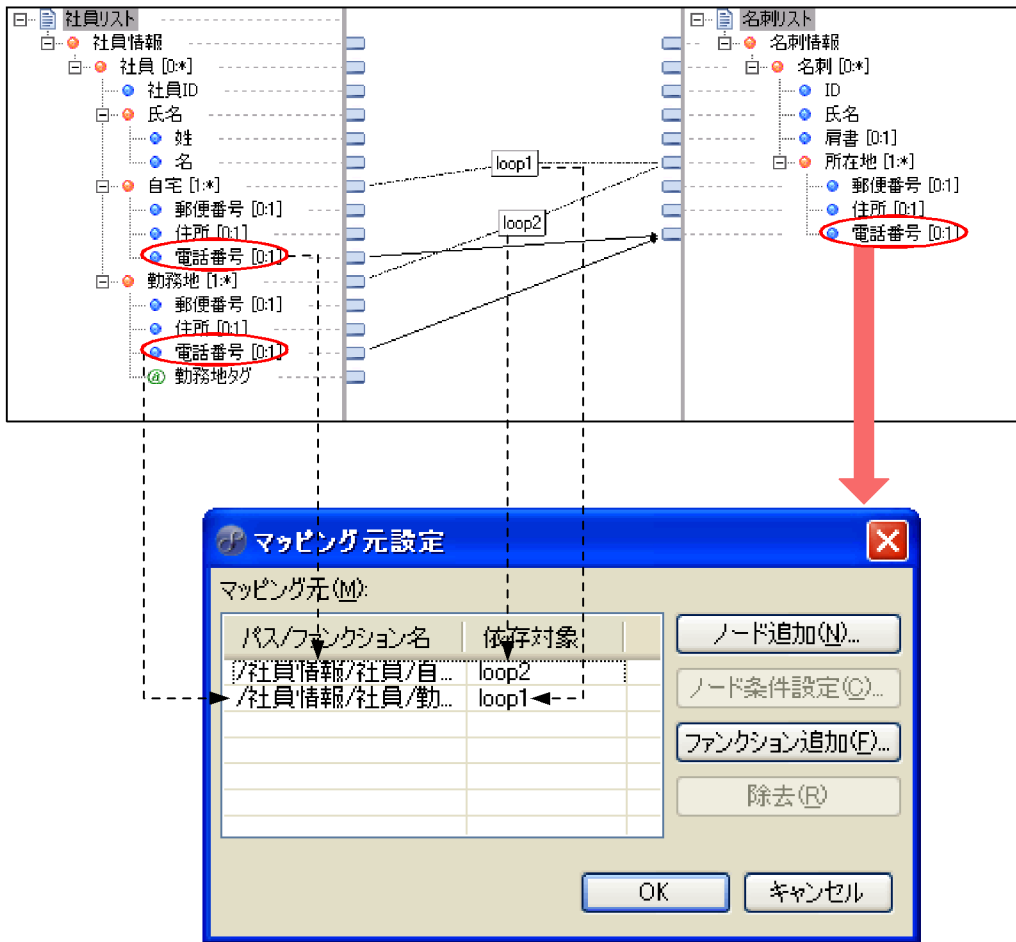 社員リスト
社員情報
社員 [0:*]
社員ID
氏名
姓
名
自宅 [1:*]
郵便番号 [0:1]
住所 [0:1]
電話番号 [0:1]
勤務地 [1:*]
郵便番号 [0:1]
住所 [0:1]
電話番号 [0:1]
@ 勤務地タグ
loop1
loop2
名刺リスト
名刺情報
名刺 [0:*]
ID
氏名
肩書 [0:1]
所在地 [1:*]
郵便番号 [0:1]
住所 [0:1]
電話番号 [0:1]
マッピング元設定
マッピング元(M):
パス/ファンクション名 依存対象
/社員情報/社員/自... loop2
/社員情報/社員/勤... loop1
ノード追加(N)...
ノード条件設定(C)...
ファンクション追加(F)...
除去(R)
OK キャンセル